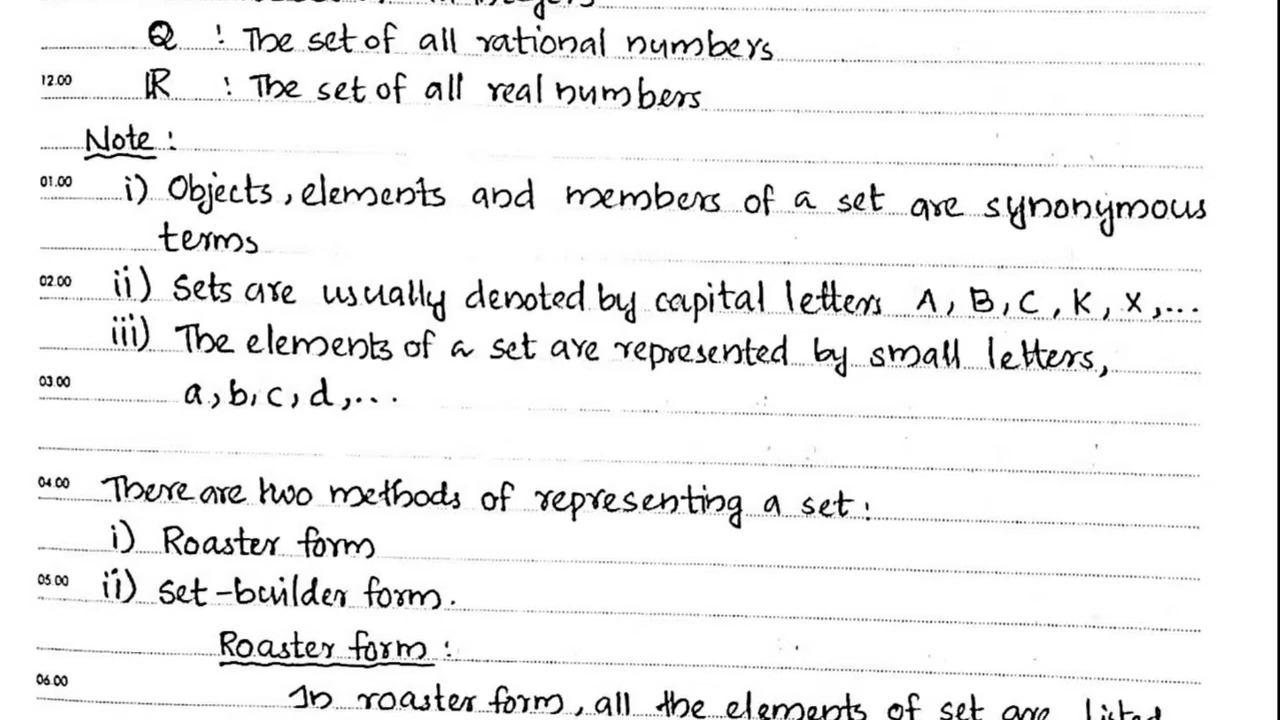 integers
Q : The set of all rational numbers
12.00 R : The set of all real numbers
Note :
01.00 i) Objects, elements and members of a set are synonymous
terms
02.00 ii) Sets are usually denoted by capital letters A, B, C, K, X,...
iii) The elements of a set are represented by small letters,
03.00 a, b, c, d,...
04.00 There are two methods of representing a set :
i) Roaster form
05.00 ii) Set-builder form.
Roaster form :
06.00 In roaster form, all the elements of set are listed